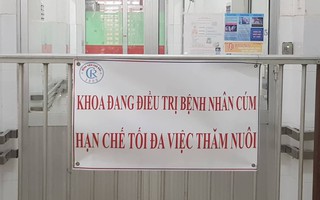 KHOA ĐANG ĐIỀU TRỊ BỆNH NHÂN CÚM
HẠN CHẾ TỐI ĐA VIỆC THĂM NUÔI